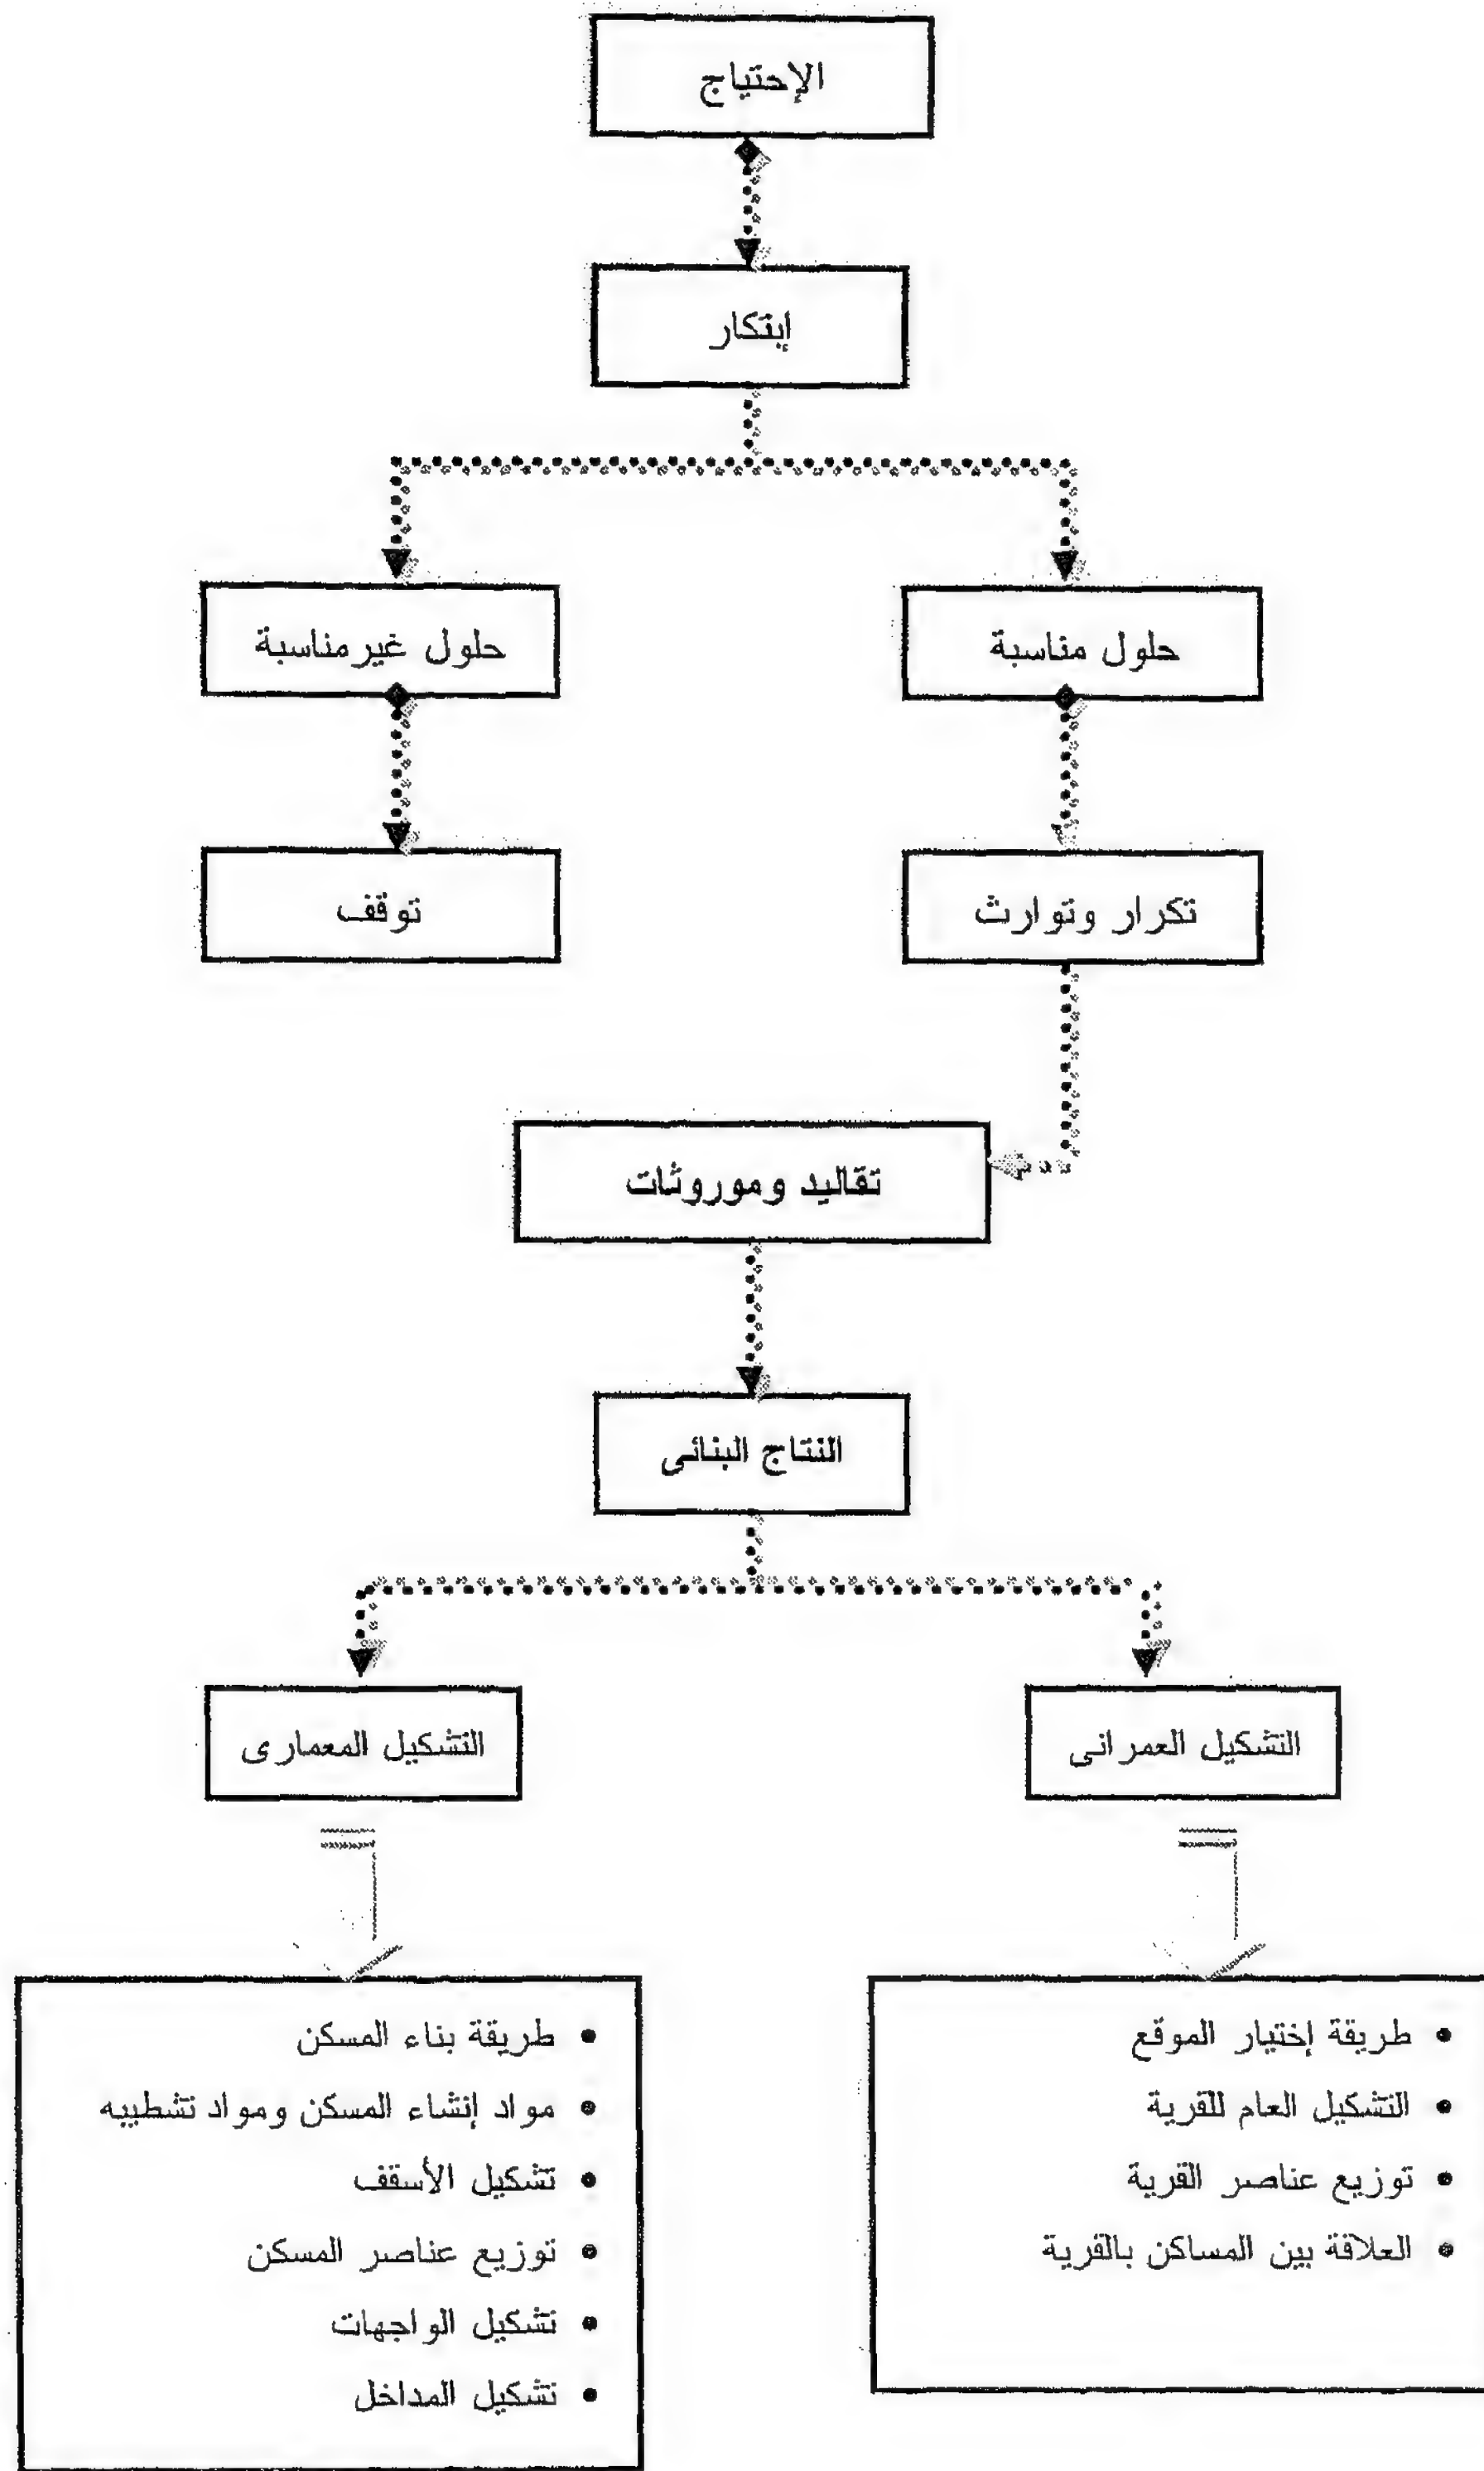 الإحتياج
إبتكار
حلول مناسبة
حلول غير مناسبة
تكرار وتوارث
توقف
تقاليد وموروثات
النتاج البنائى
التشكيل العمرانى
التشكيل المعمارى
• طريقة إختيار الموقع
• التشكيل العام للقرية
• توزيع عناصر القرية
• العلاقة بين المساكن بالقرية
• طريقة بناء المسكن
• مواد إنشاء المسكن ومواد تشطيبه
• تشكيل الأسقف
• توزيع عناصر المسكن
• تشكيل الواجهات
• تشكيل المداخل